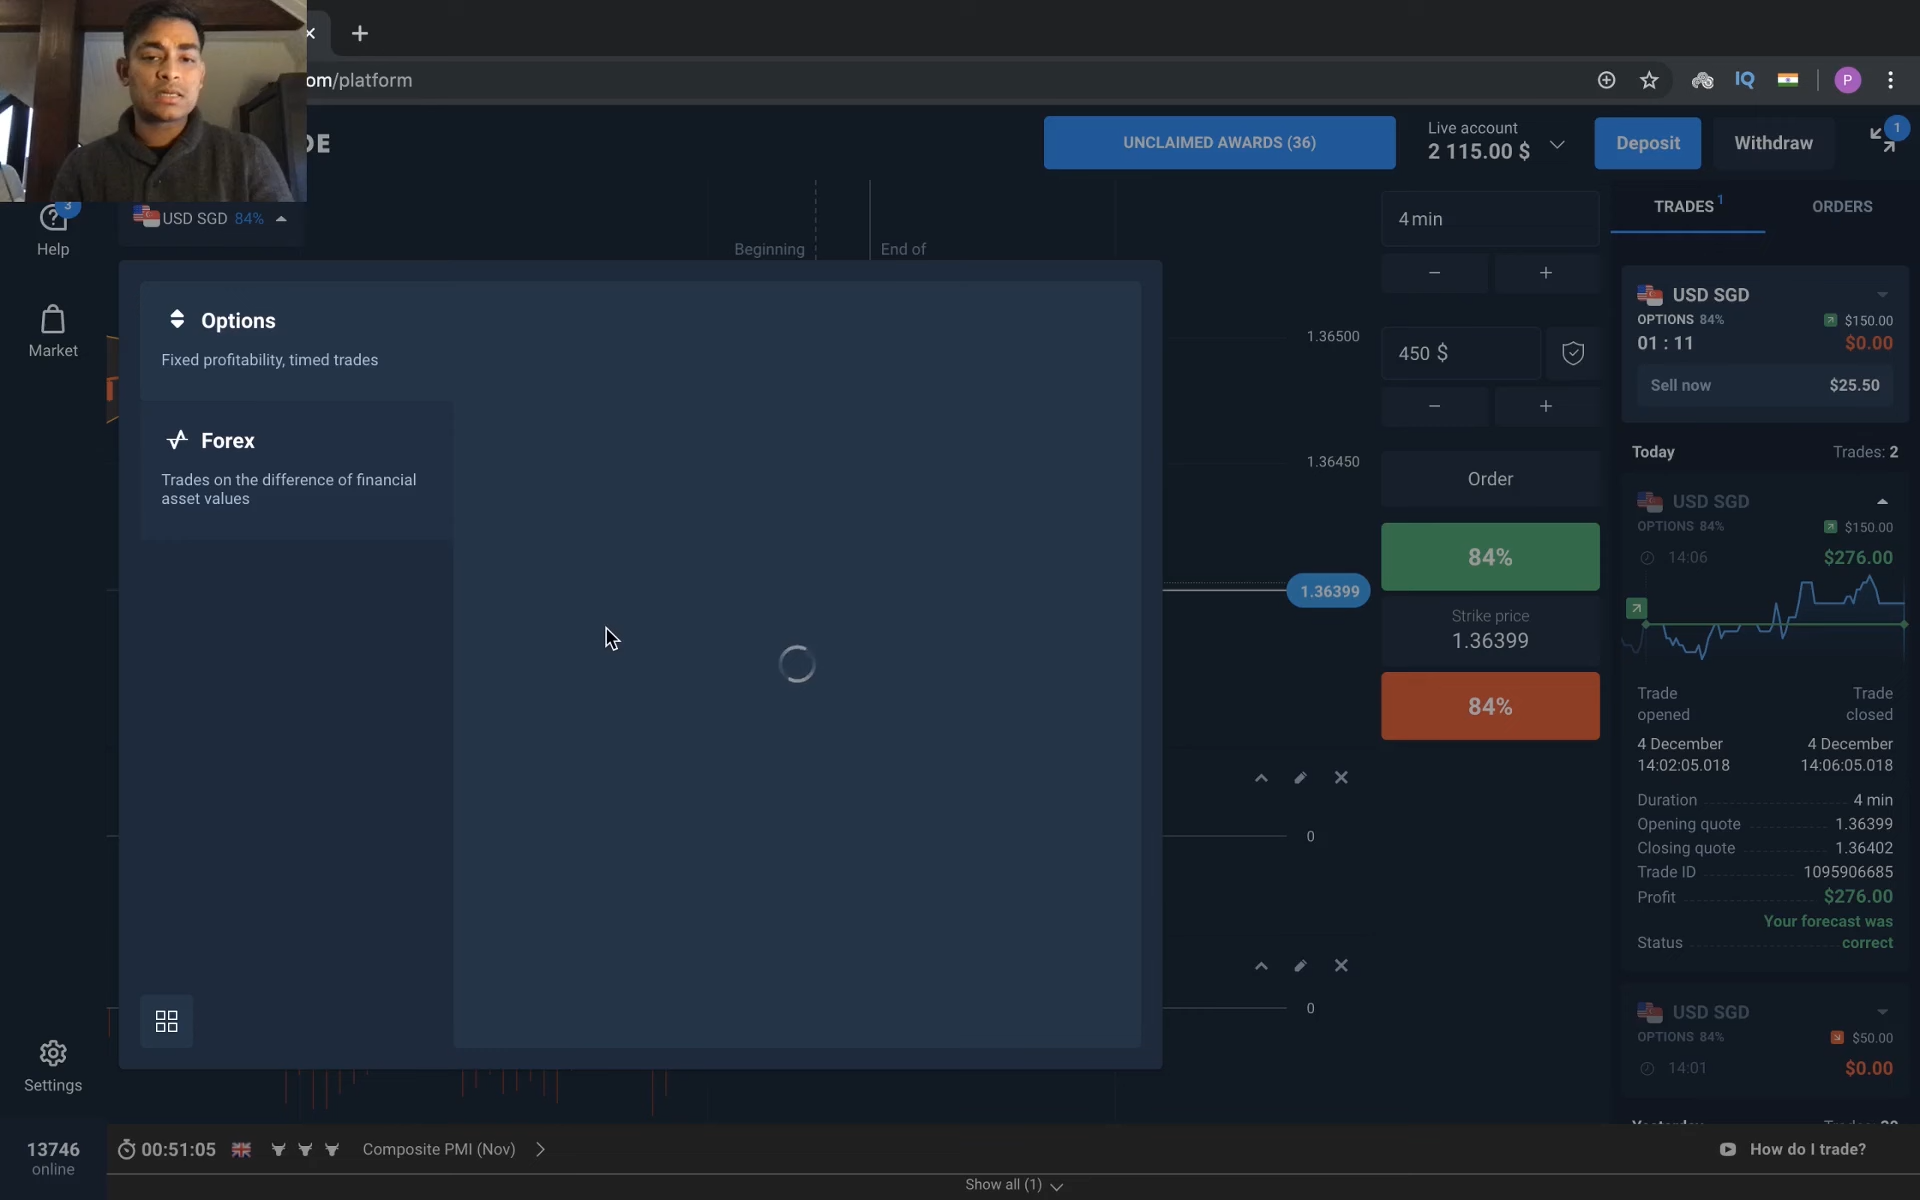 om/platform
DE
UNCLAIMED AWARDS (36)
Live account
2 115.00 $
Deposit
Withdraw
1
3
Help
Market
Settings
13746
online
USD SGD 84%
Beginning
End of
Options
Fixed profitability, timed trades
Forex
Trades on the difference of financial
asset values
1.36500
1.36450
1.36399
0
0
4 min
−
+
450 $
−
+
Order
84%
Strike price
1.36399
84%
TRADES 1
ORDERS
USD SGD
OPTIONS 84%
$150.00
01 : 11
$0.00
Sell now
$25.50
Today
Trades: 2
USD SGD
OPTIONS 84%
$150.00
14:06
$276.00
Trade
opened
Trade
closed
4 December
14:02:05.018
4 December
14:06:05.018
Duration 4 min
Opening quote 1.36399
Closing quote 1.36402
Trade ID 1095906685
Profit $276.00
Your forecast was
Status correct
USD SGD
OPTIONS 84%
$50.00
14:01
$0.00
00:51:05
Composite PMI (Nov)
How do I trade?
Show all (1)
IQ
P